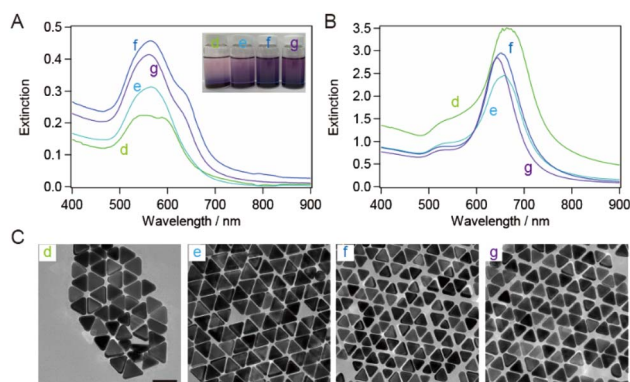 A
0.5
0.4
0.3
0.2
0.1
0.0
Extinction
400 500 600 700 800 900
Wavelength / nm
f
g
e
d
e f g
B
3.5
3.0
2.5
2.0
1.5
1.0
0.5
0.0
Extinction
400 500 600 700 800 900
Wavelength / nm
d
f
e
g
C
d
e
f
g